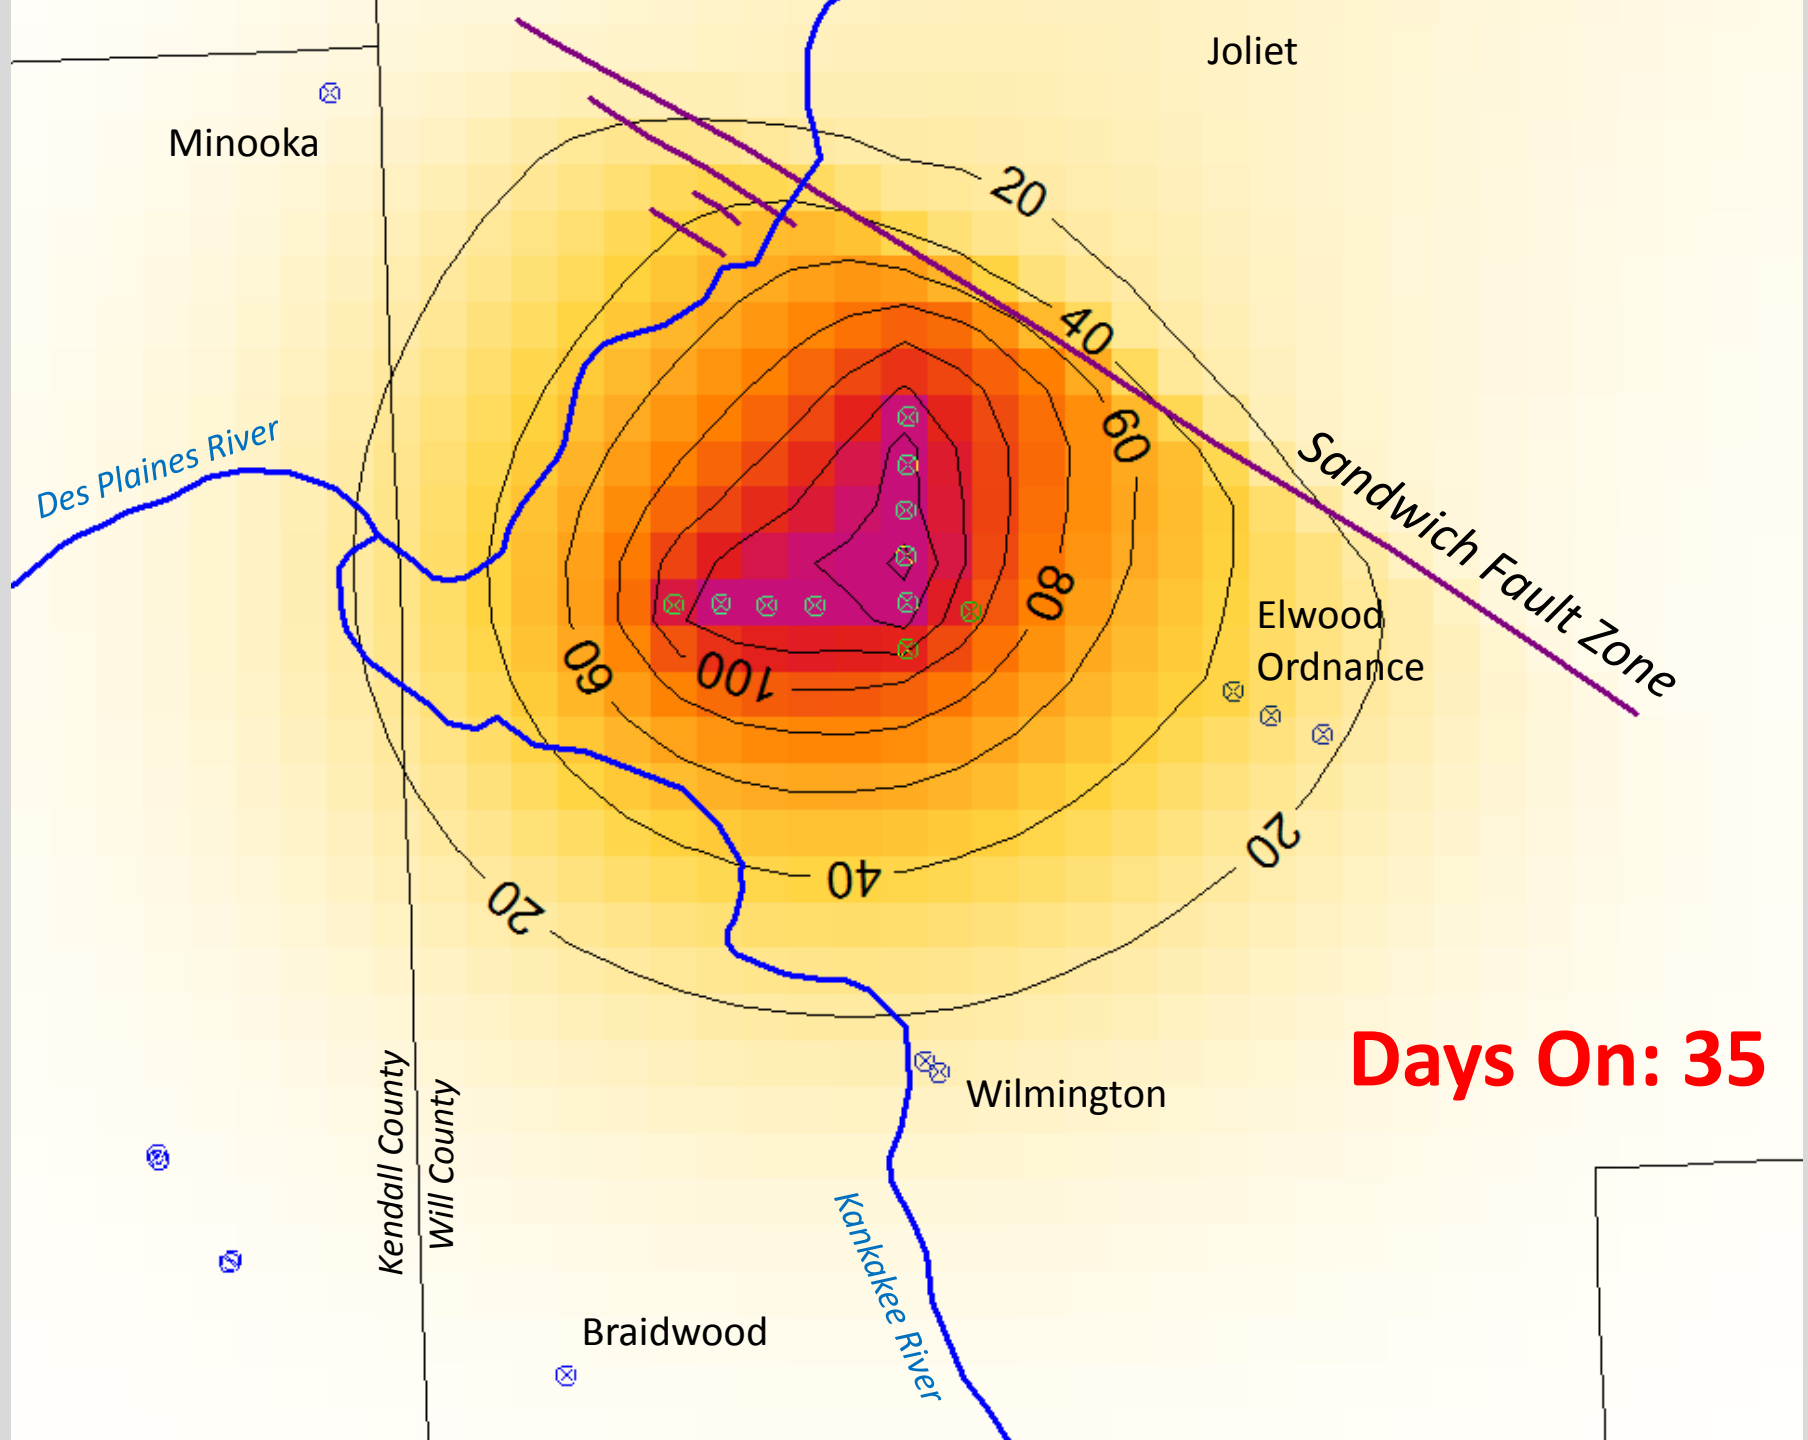 Joliet
Minooka
20
40
60
Des Plaines River
Sandwich Fault Zone
80
Elwood
Ordnance
60
100
20
40
20
Days On: 35
Wilmington
Kendall County
Will County
Kankakee River
Braidwood